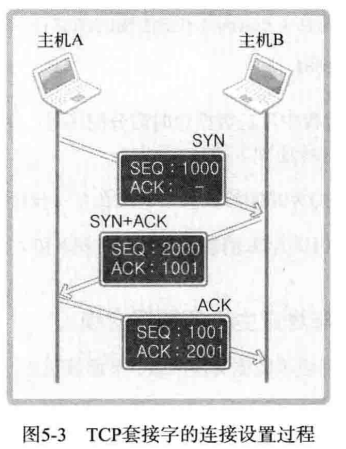 主机A 主机B
SYN
SEQ：1000
ACK： -
SYN+ACK
SEQ：2000
ACK：1001
ACK
SEQ：1001
ACK：2001
图5-3 TCP套接字的连接设置过程